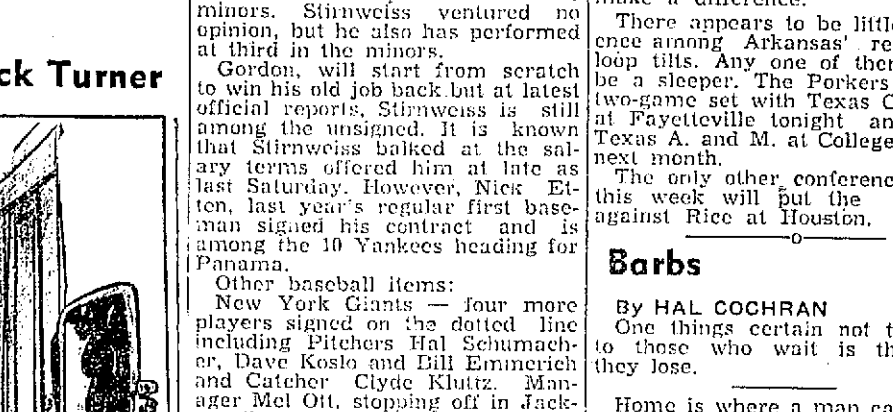 ck Turner
minors. Stirnweiss ventured no
opinion, but he also has performed
at third in the minors.
Gordon, will start from scratch
to win his old job back but at latest
official reports, Stirnweiss is still
among the unsigned. It is known
that Stirnweiss balked at the sal-
ary terms offered him at late as
last Saturday. However, Nick Et-
ten, last year's regular first base-
man signed his contract and is
among the 10 Yankees heading for
Panama.
Other baseball items:
New York Giants — four more
players signed on the dotted line
including Pitchers Hal Schumach-
er, Dave Koslo and Bill Emmerich
and Catcher Clyde Kluttz. Man-
ager Mel Ott, stopping off in Jack-
make a difference.
There appears to be littl
ence among Arkansas' re
loop tilts. Any one of the
be a sleeper. The Porkers
two-game set with Texas C
at Fayetteville tonight an
Texas A. and M. at College
next month.
The only other conferenc
this week will put the
against Rice at Houston.
o
Barbs
By HAL COCHRAN
One things certain not t
to those who wait is th
they lose.
Home is where a man ca